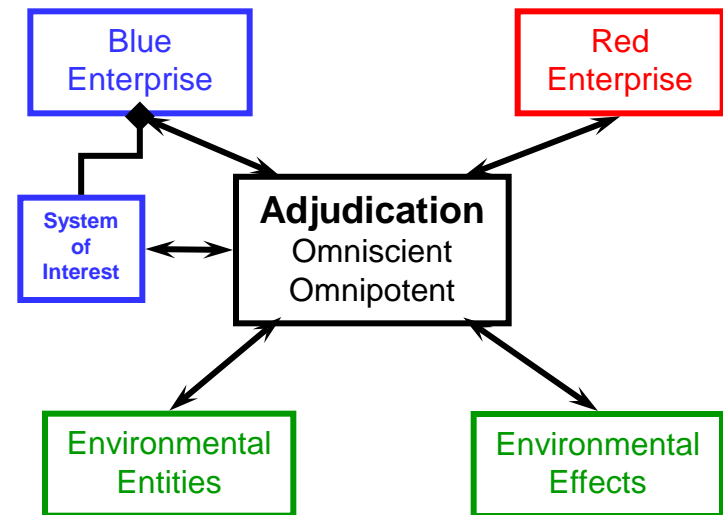 Blue
Enterprise
Red
Enterprise
System
of
Interest
Adjudication
Omniscient
Omnipotent
Environmental
Entities
Environmental
Effects